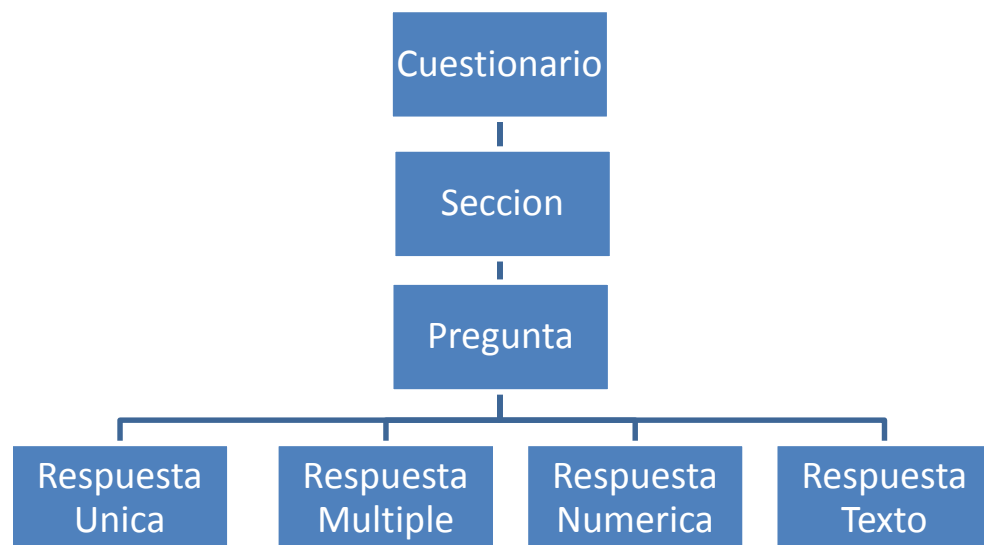 Cuestionario
Seccion
Pregunta
Respuesta
Unica
Respuesta
Multiple
Respuesta
Numerica
Respuesta
Texto